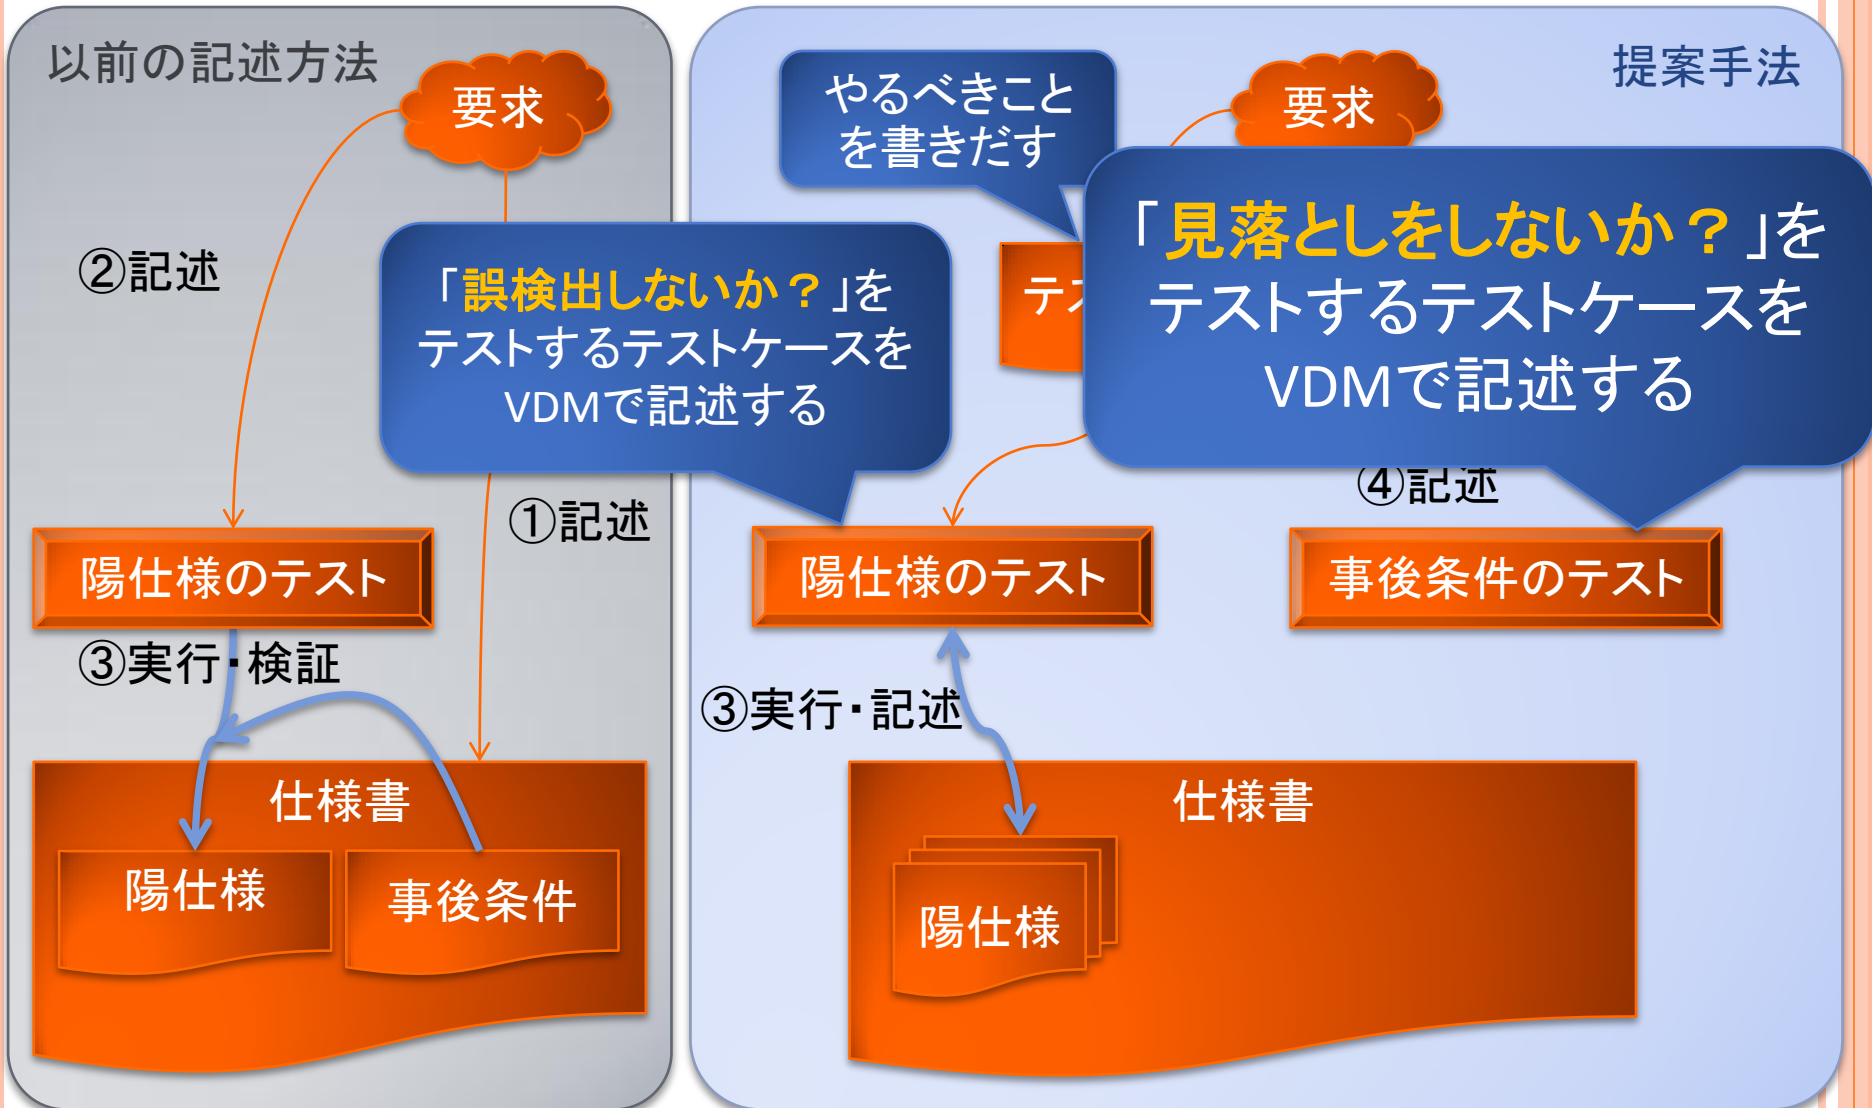 以前の記述方法
要求
②記述
①記述
陽仕様のテスト
③実行・検証
仕様書
陽仕様
事後条件
提案手法
やるべきこと
を書きだす
要求
「誤検出しないか？」を
テストするテストケースを
VDMで記述する
「見落としをしないか？」を
テストするテストケースを
VDMで記述する
④記述
陽仕様のテスト
事後条件のテスト
③実行・記述
仕様書
陽仕様